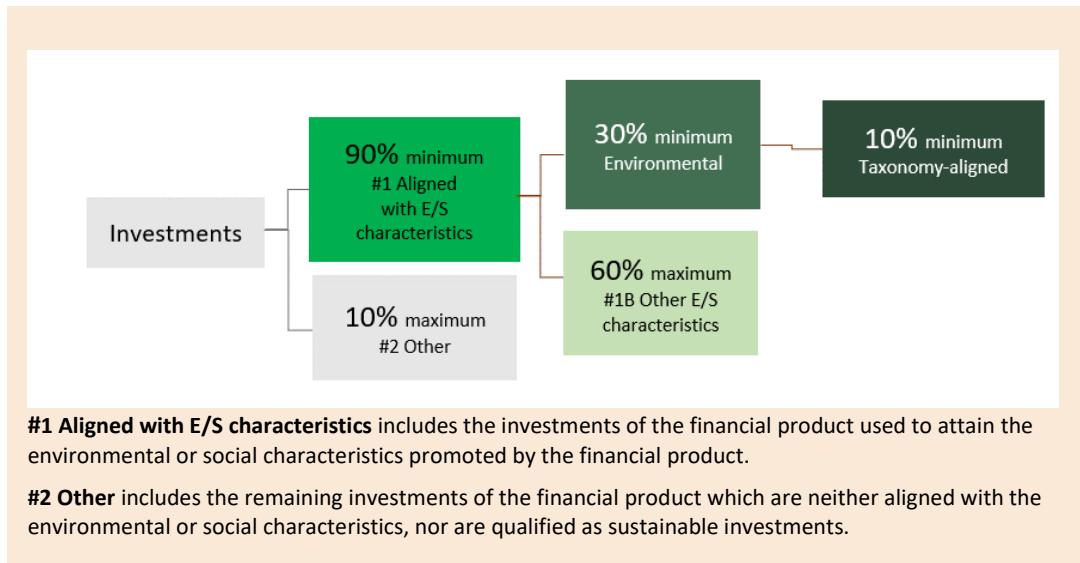 Investments
90% minimum
#1 Aligned
with E/S
characteristics
10% maximum
#2 Other
30% minimum
Environmental
60% maximum
#1B Other E/S
characteristics
10% minimum
Taxonomy-aligned
#1 Aligned with E/S characteristics includes the investments of the financial product used to attain the
environmental or social characteristics promoted by the financial product.
#2 Other includes the remaining investments of the financial product which are neither aligned with the
environmental or social characteristics, nor are qualified as sustainable investments.